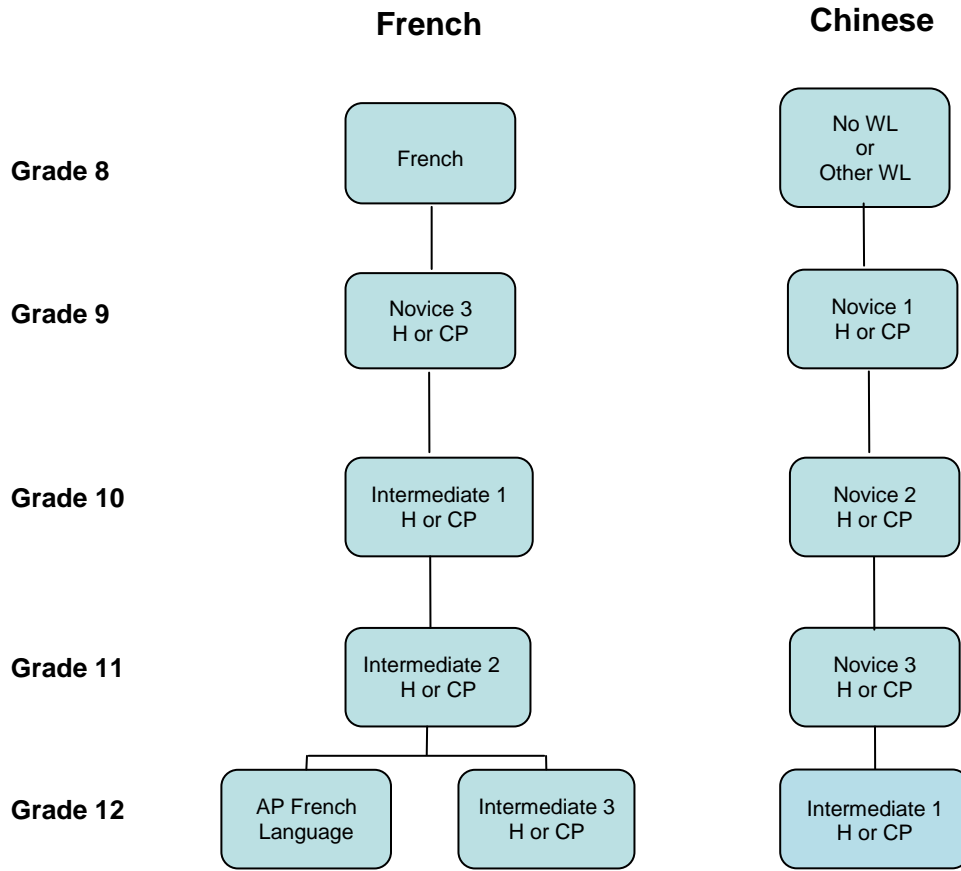 French
Chinese
Grade 8
French
No WL
or
Other WL
Grade 9
Novice 3
H or CP
Novice 1
H or CP
Grade 10
Intermediate 1
H or CP
Novice 2
H or CP
Grade 11
Intermediate 2
H or CP
Novice 3
H or CP
Grade 12
AP French
Language
Intermediate 3
H or CP
Intermediate 1
H or CP